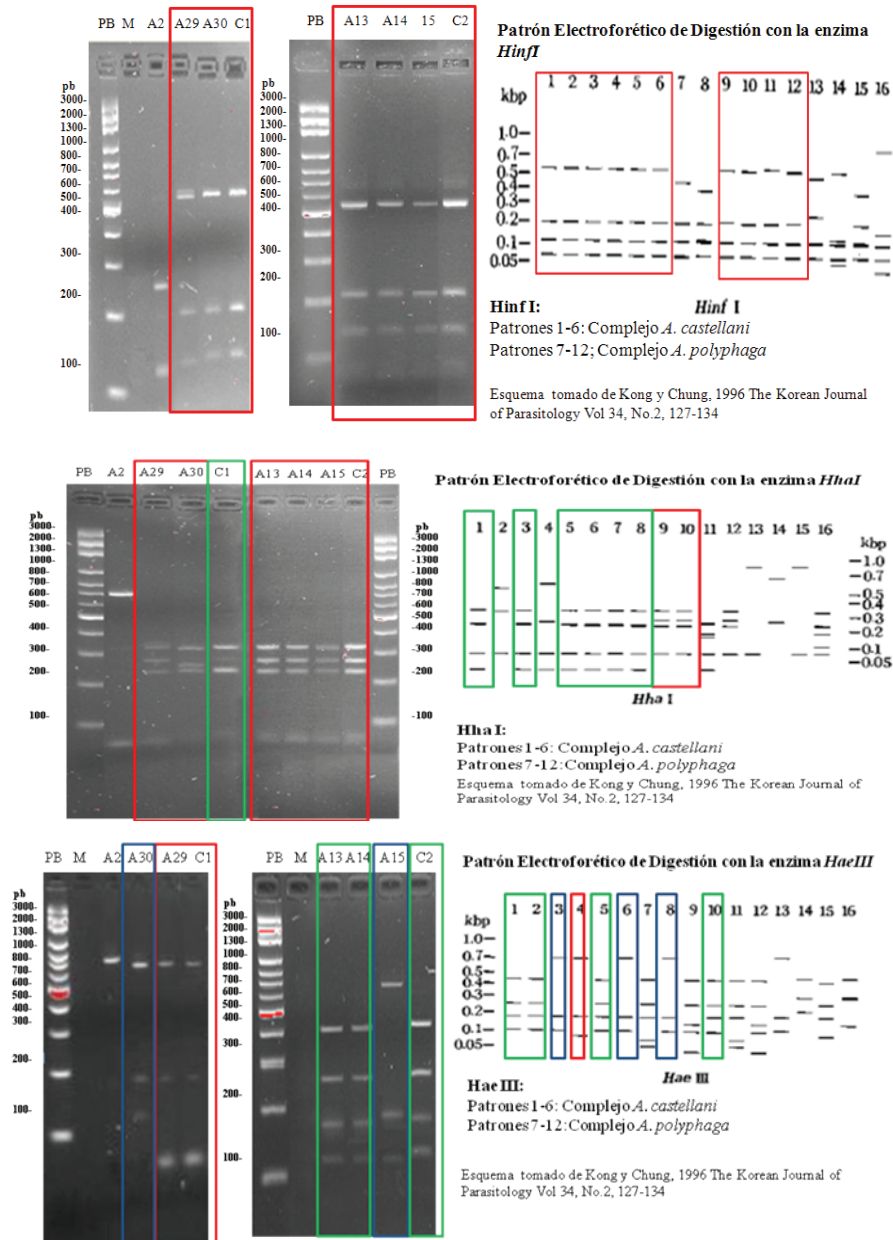 PB M A2 A29 A30 C1
pb
3000-
2000-
1300-
1000-
800-
700-
600-
500-
400-
300-
200-
100-
PB A13 A14 15 C2
pb
3000-
2000-
1300-
1000-
800-
700-
600-
500-
400-
300-
200-
100-
Patrón Electroforético de Digestión con la enzima
HinfI
kbp
1 2 3 4 5 6 7 8 9 10 11 12 13 14 15 16
1.0-
0.7-
0.5-
0.4-
0.3-
0.2-
0.1-
0.05-
Hinf I
Hinf I:
Patrones 1-6: Complejo A. castellani
Patrones 7-12; Complejo A. polyphaga
Esquema tomado de Kong y Chung, 1996 The Korean Journal
of Parasitology Vol 34, No.2, 127-134
PB A2 A29 A30 C1 A13 A14 A15 C2 PB
pb
3000-
2000-
1300-
1000-
800-
700-
600-
500-
400-
300-
200-
100-
pb
-3000
-2000
-1300
-1000
-800
-700
-600
-500
-400
-300
-200
-100
Patrón Electroforético de Digestión con la enzima HhaI
1 2 3 4 5 6 7 8 9 10 11 12 13 14 15 16
kbp
-1.0
-0.7
-0.5
-0.4
-0.3
-0.2
-0.1
-0.05
Hha I
Hha I:
Patrones 1-6: Complejo A. castellani
Patrones 7-12: Complejo A. polyphaga
Esquema tomado de Kong y Chung, 1996 The Korean Journal of
Parasitology Vol 34, No.2, 127-134
PB M A2 A30 A29 C1
pb
3000-
2000-
1300-
1000-
800-
700-
600-
500-
400-
300-
200-
100-
PB M A13 A14 A15 C2
pb
3000-
2000-
1300-
1000-
800-
700-
600-
500-
400-
300-
200-
100-
Patrón Electroforético de Digestión con la enzima HaeIII
kbp
1 2 3 4 5 6 7 8 9 10 11 12 13 14 15 16
1.0-
0.7-
0.5-
0.4-
0.3-
0.2-
0.1-
0.05-
Hae III
Hae III:
Patrones 1-6: Complejo A. castellani
Patrones 7-12: Complejo A. polyphaga
Esquema tomado de Kong y Chung, 1996 The Korean Journal of
Parasitology Vol 34, No.2, 127-134